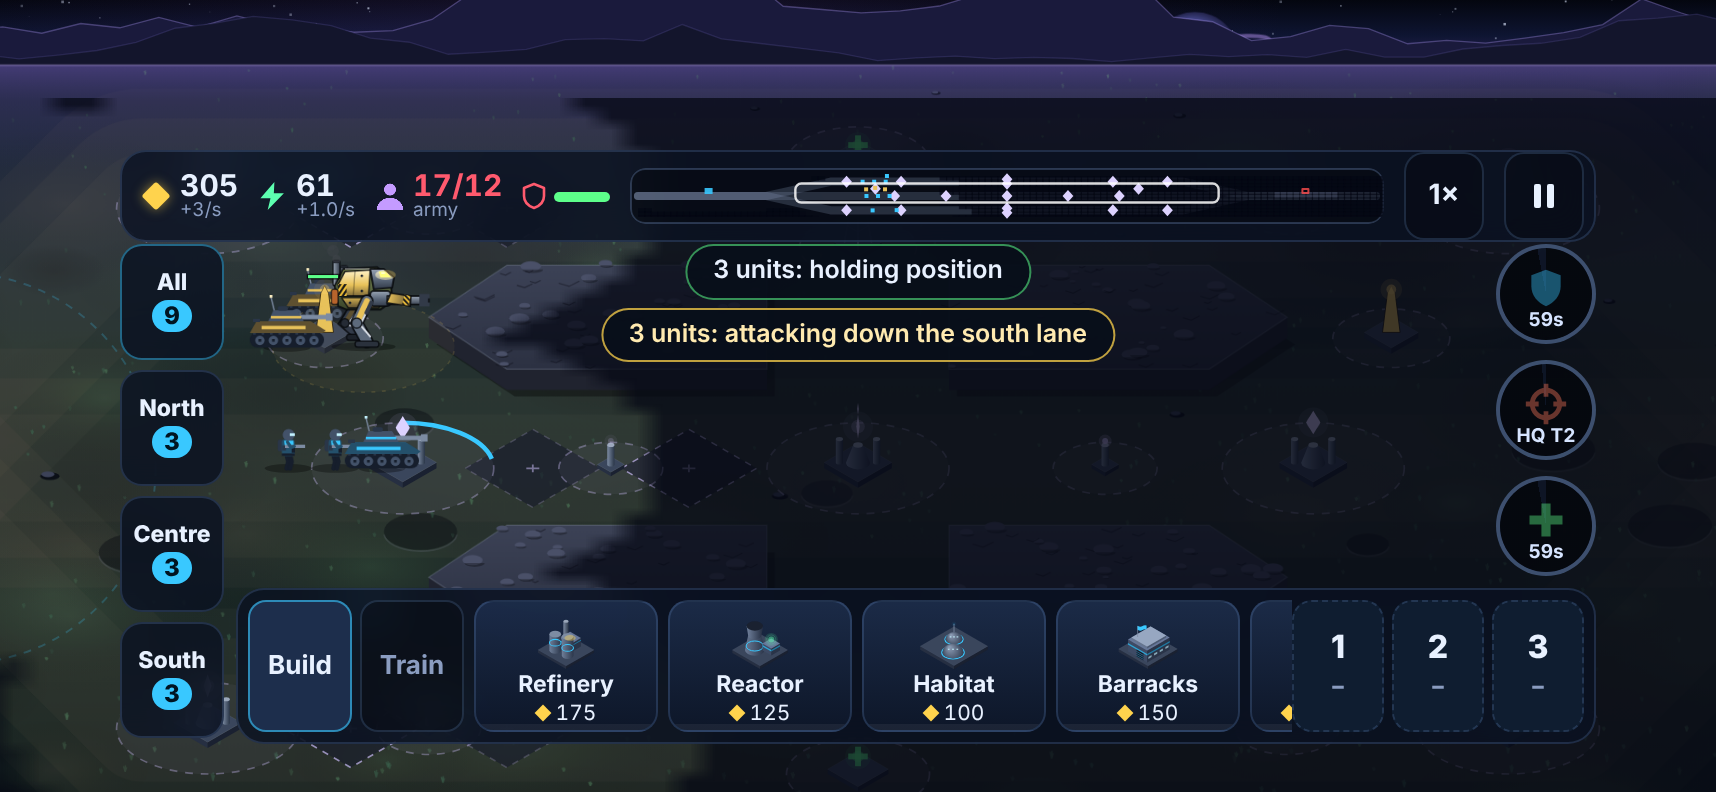 305
+3/s
61
+1.0/s
17/12
army
1×
All
9
3 units: holding position
59s
3 units: attacking down the south lane
North
3
HQ T2
Centre
3
59s
South
3
Build
Train
Refinery
175
Reactor
125
Habitat
100
Barracks
150
1
–
2
–
3
–